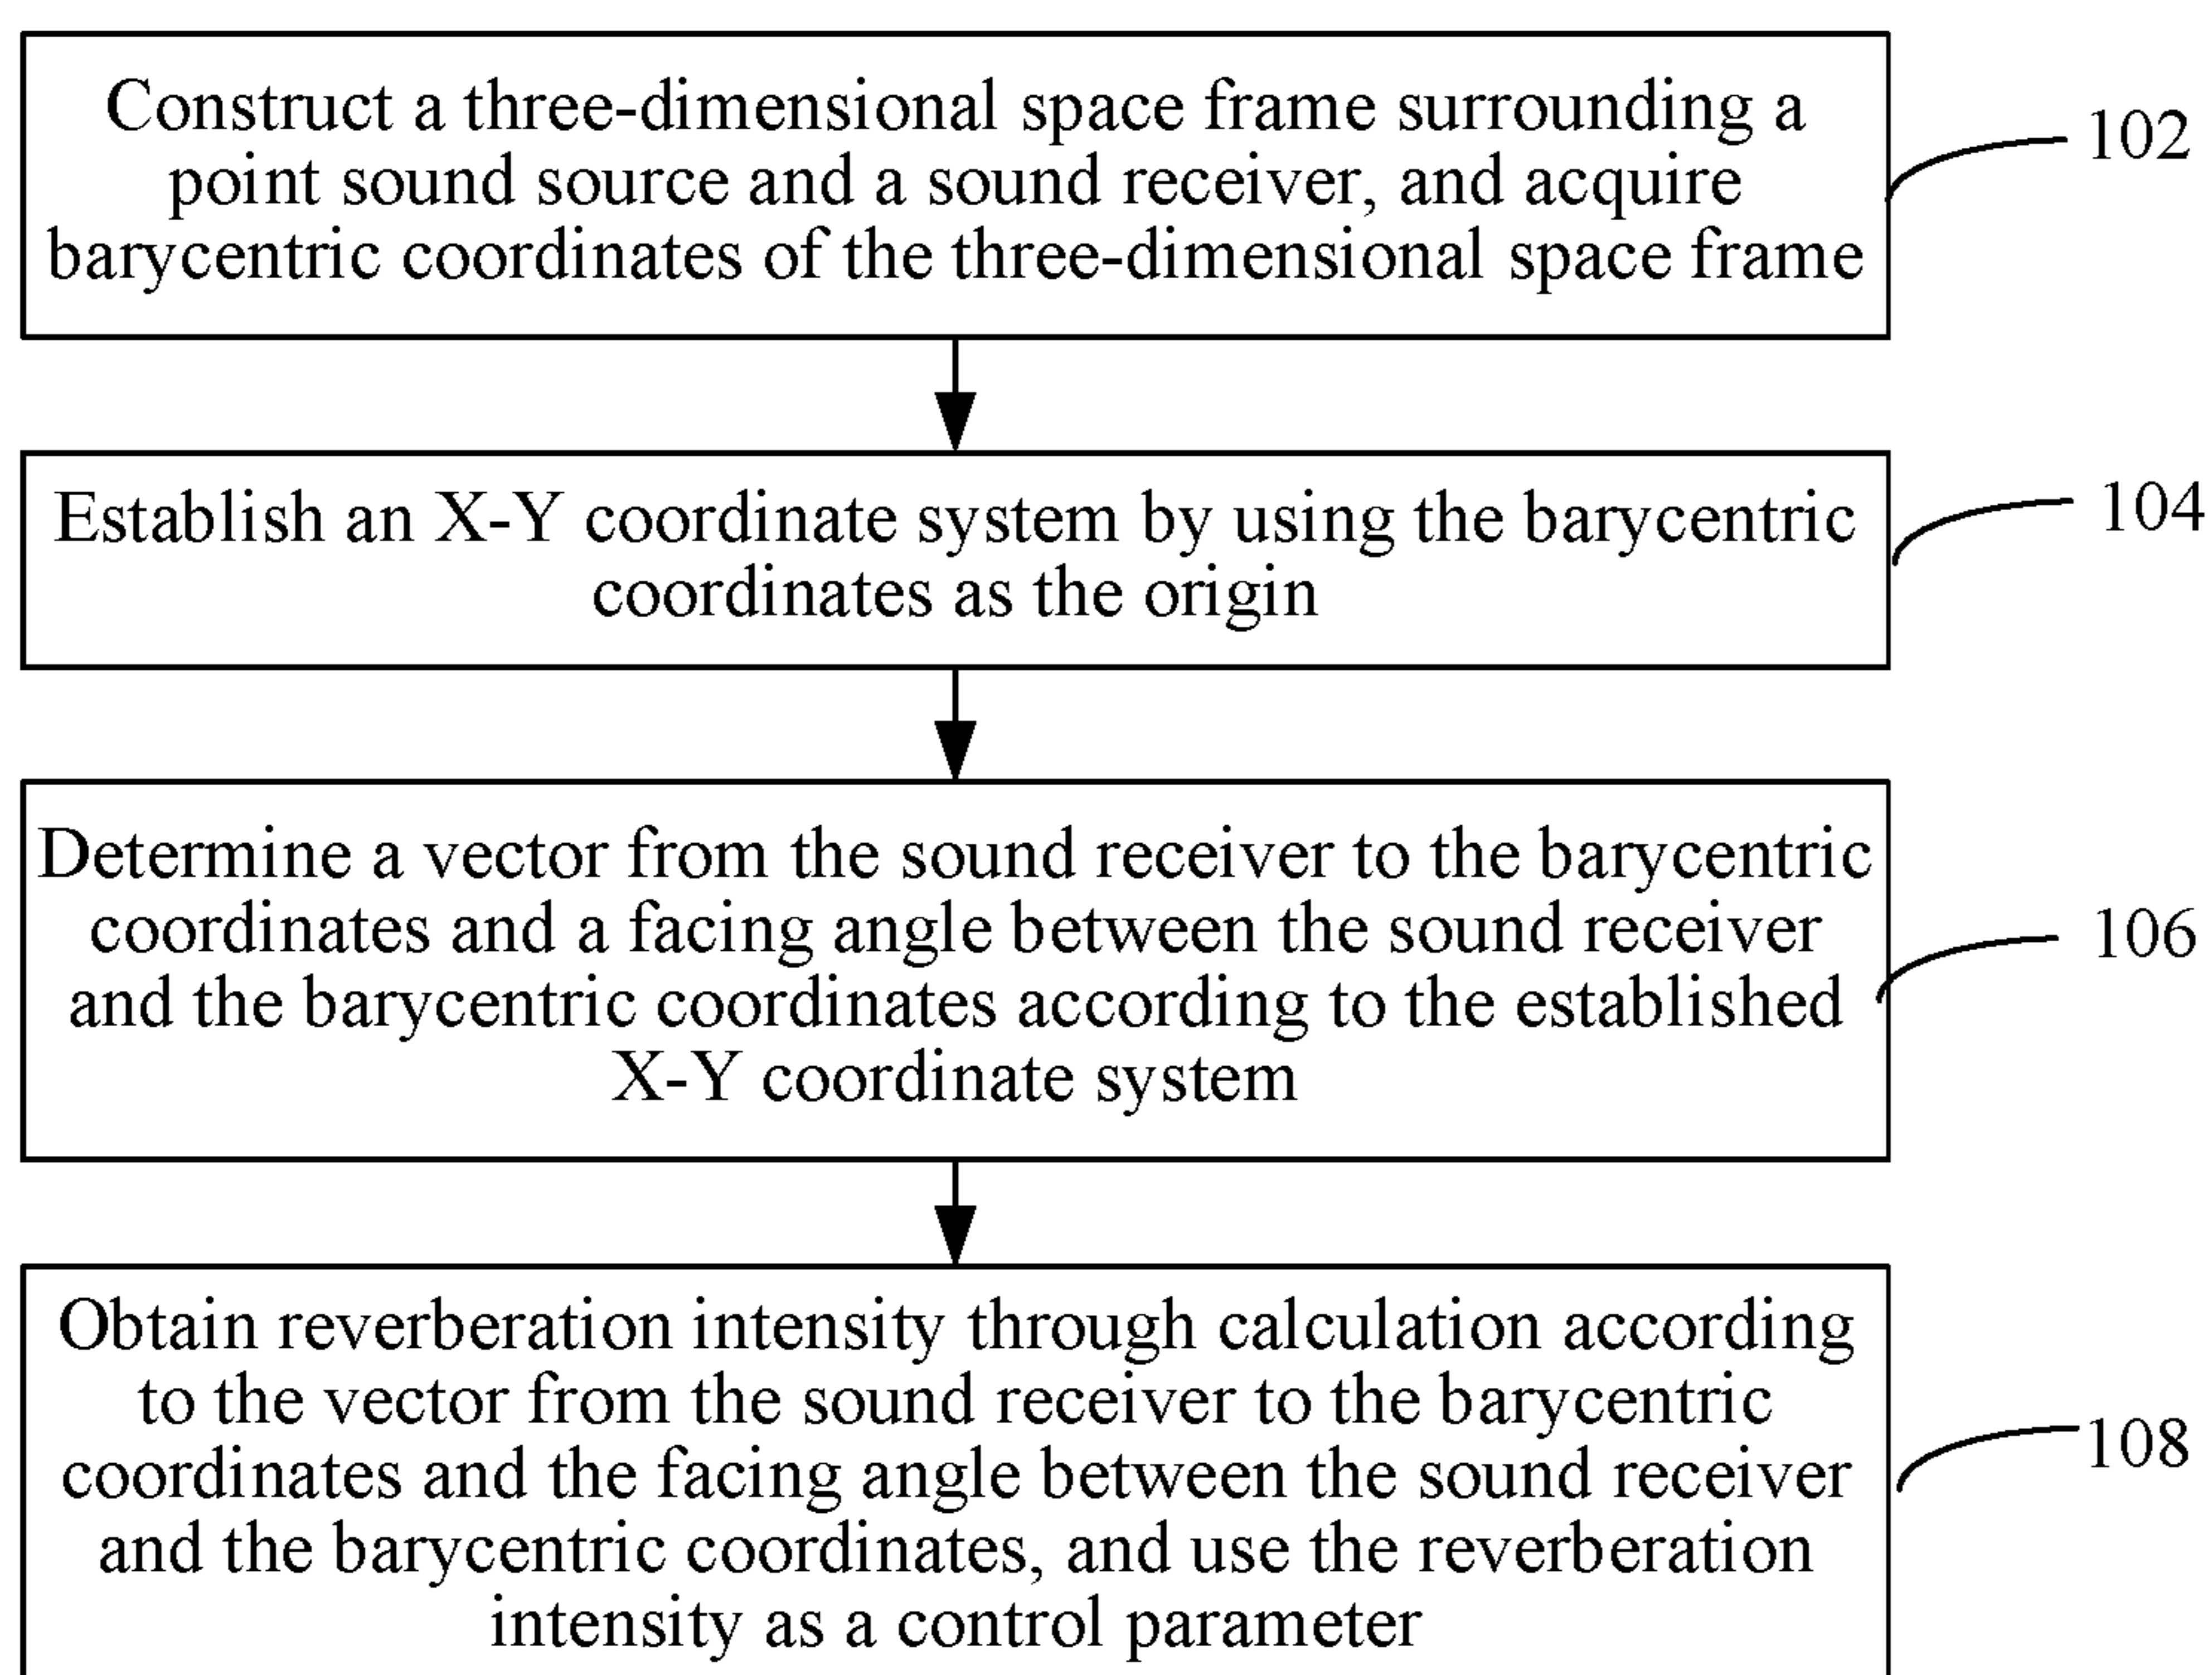 Construct a three-dimensional space frame surrounding a
point sound source and a sound receiver, and acquire
barycentric coordinates of the three-dimensional space frame
102
Establish an X-Y coordinate system by using the barycentric
coordinates as the origin
104
Determine a vector from the sound receiver to the barycentric
coordinates and a facing angle between the sound receiver
and the barycentric coordinates according to the established
X-Y coordinate system
106
Obtain reverberation intensity through calculation according
to the vector from the sound receiver to the barycentric
coordinates and the facing angle between the sound receiver
and the barycentric coordinates, and use the reverberation
intensity as a control parameter
108